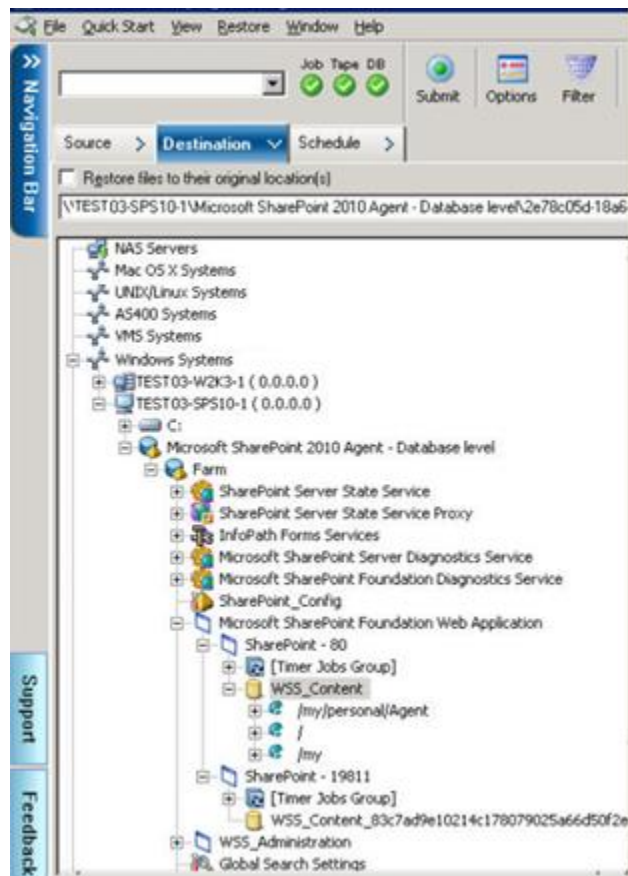 File Quick Start View Restore Window Help
>> Navigation Bar
Job Tape DB
Submit Options Filter
Source > Destination Schedule >
Restore files to their original location(s)
\\TEST03-SPS10-1\Microsoft SharePoint 2010 Agent - Database level\2e78c05d-18a6
NAS Servers
Mac OS X Systems
UNIX/Linux Systems
AS400 Systems
VMS Systems
Windows Systems
TEST03-W2K3-1 ( 0.0.0.0 )
TEST03-SPS10-1 ( 0.0.0.0 )
C:
Microsoft SharePoint 2010 Agent - Database level
Farm
SharePoint Server State Service
SharePoint Server State Service Proxy
InfoPath Forms Services
Microsoft SharePoint Server Diagnostics Service
Microsoft SharePoint Foundation Diagnostics Service
SharePoint_Config
Microsoft SharePoint Foundation Web Application
SharePoint - 80
[Timer Jobs Group]
WSS_Content
/my/personal/Agent
/
/my
SharePoint - 19811
[Timer Jobs Group]
WSS_Content_83c7ad9e10214c178079025a66d50f2e
WSS_Administration
Global Search Settings
Support
Feedback